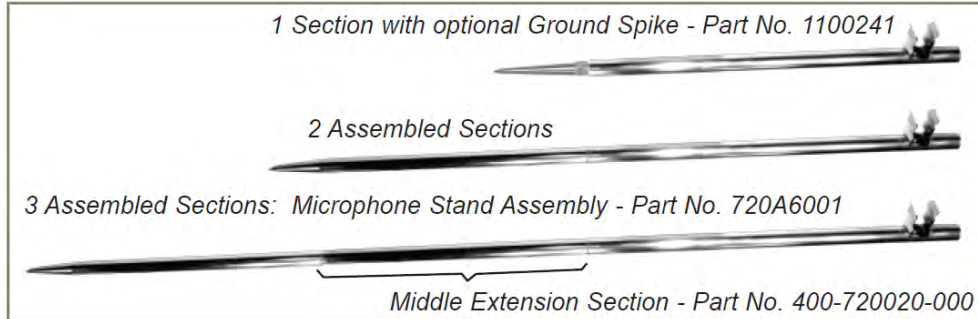 1 Section with optional Ground Spike - Part No. 1100241
2 Assembled Sections
3 Assembled Sections:  Microphone Stand Assembly - Part No. 720A6001
Middle Extension Section - Part No. 400-720020-000